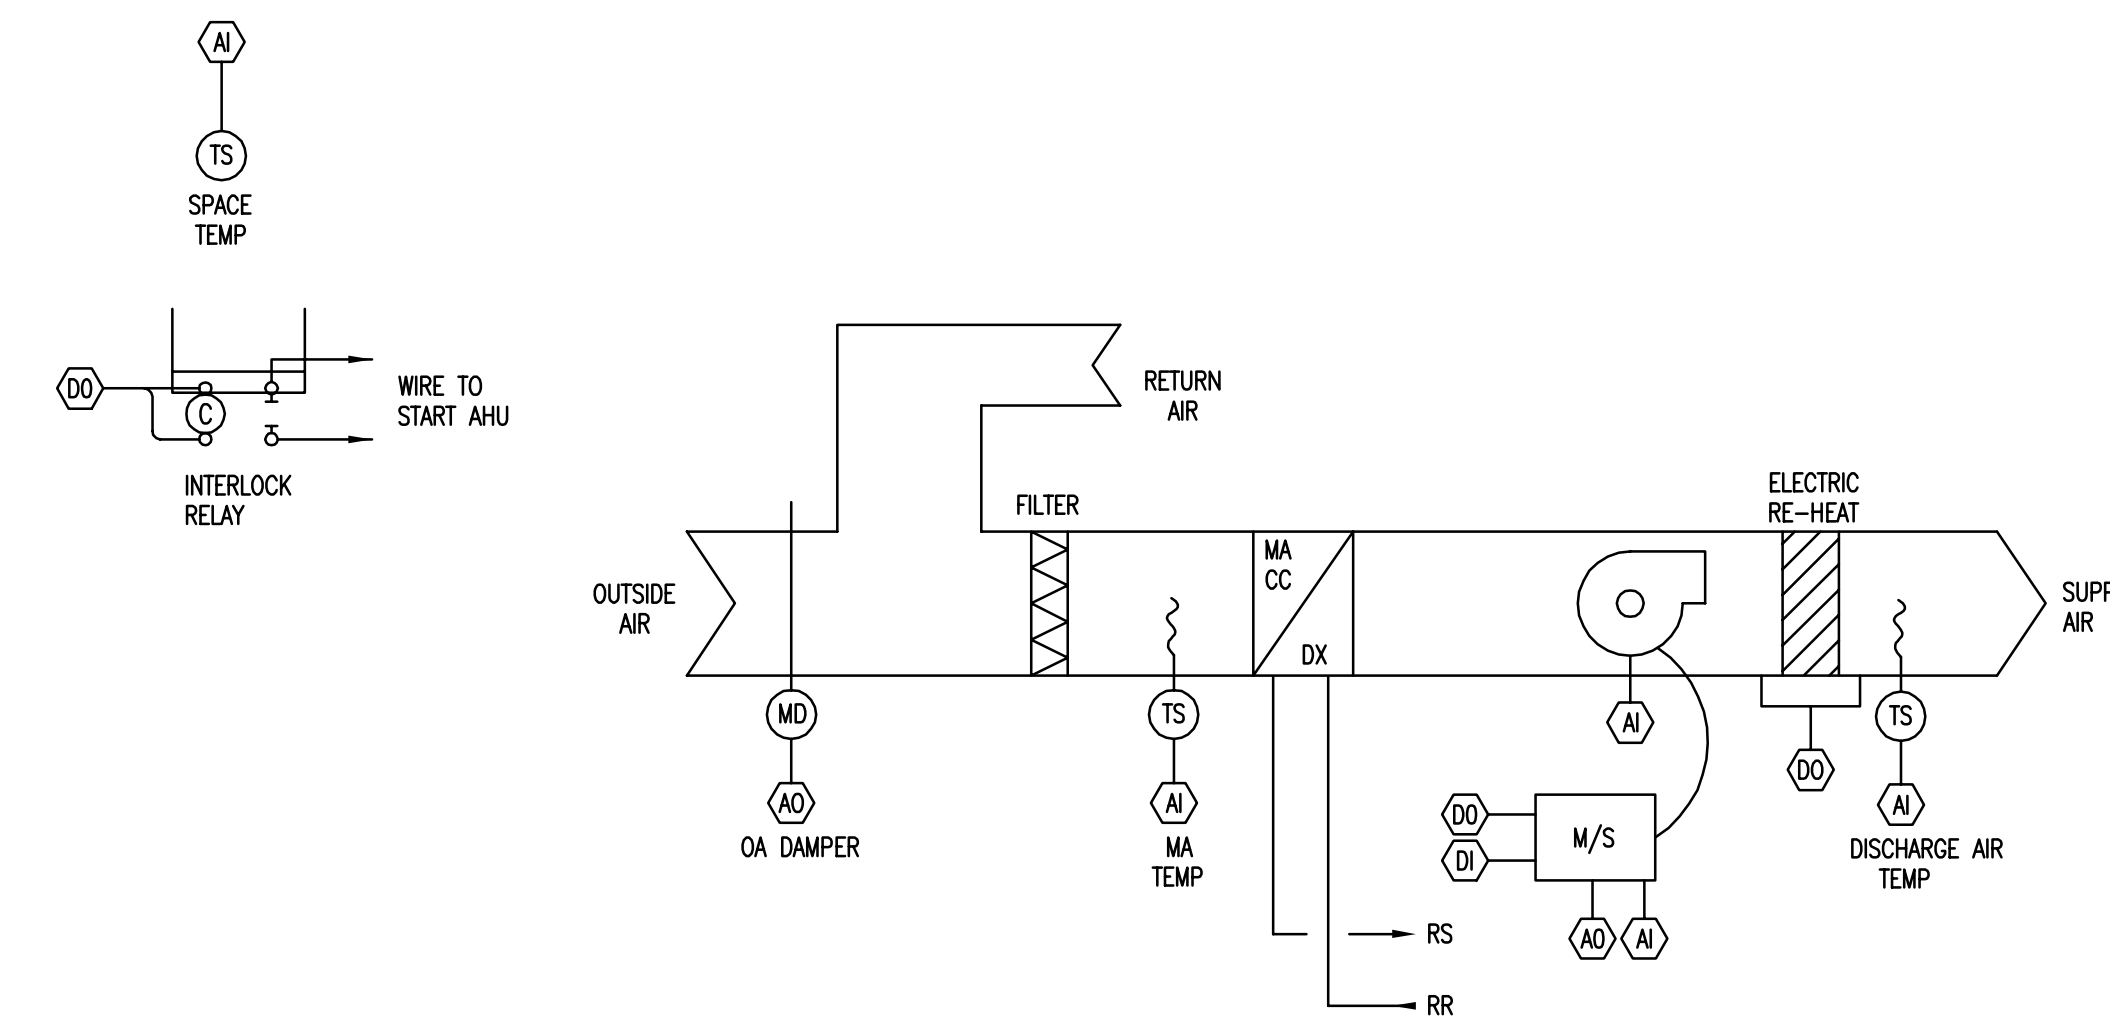 AI
TS
SPACE
TEMP
DO
C
WIRE TO
START AHU
INTERLOCK
RELAY
RETURN
AIR
FILTER
ELECTRIC
RE-HEAT
OUTSIDE
AIR
MA
CC
DX
AIR
MD
TS
AI
TS
AO
AI
DO
AI
OA DAMPER
MA
TEMP
DO
DI
M/S
AO
AI
DISCHARGE AIR
TEMP
RS
RR